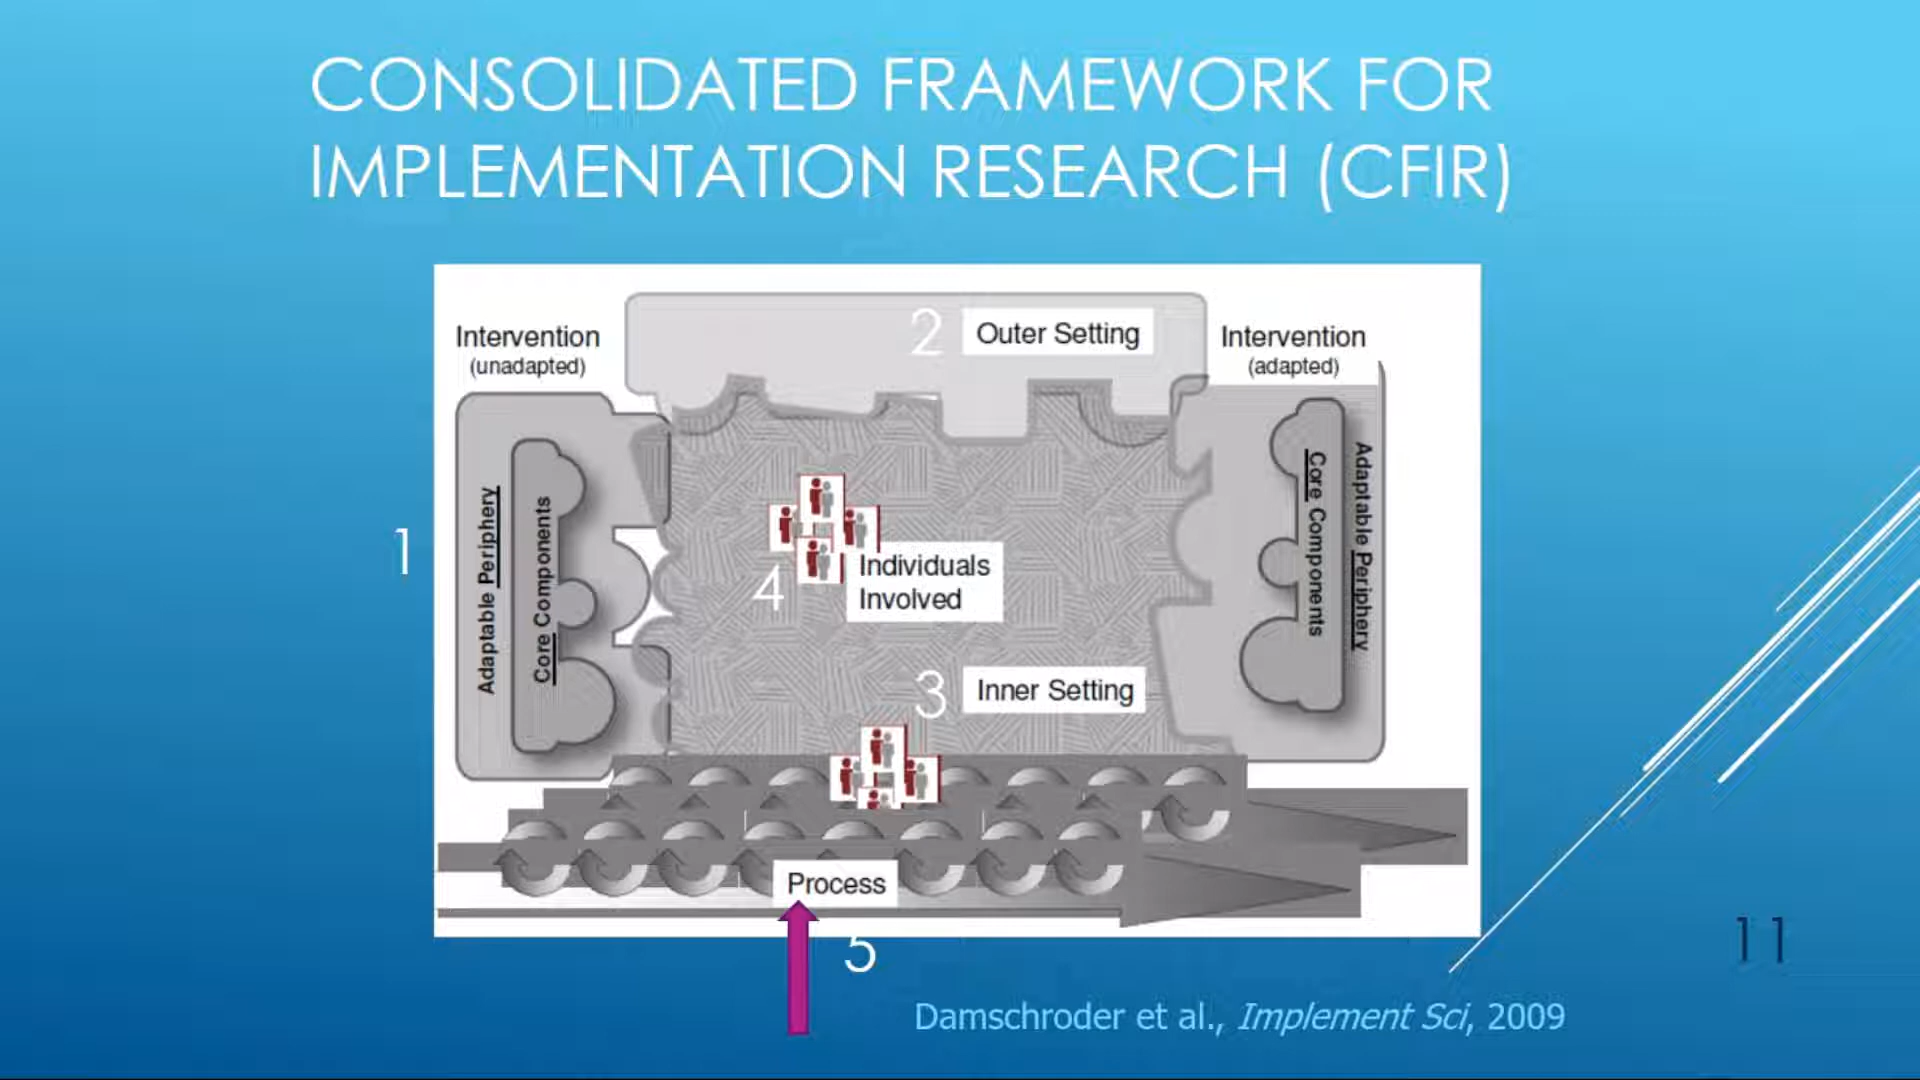 CONSOLIDATED FRAMEWORK FOR
IMPLEMENTATION RESEARCH (CFIR)
Intervention
(unadapted)
2
Outer Setting
Intervention
(adapted)
1
Adaptable Periphery
Core Components
4
Individuals
Involved
Core Components
Adaptable Periphery
3
Inner Setting
Process
5
11
Damschroder et al., Implement Sci, 2009